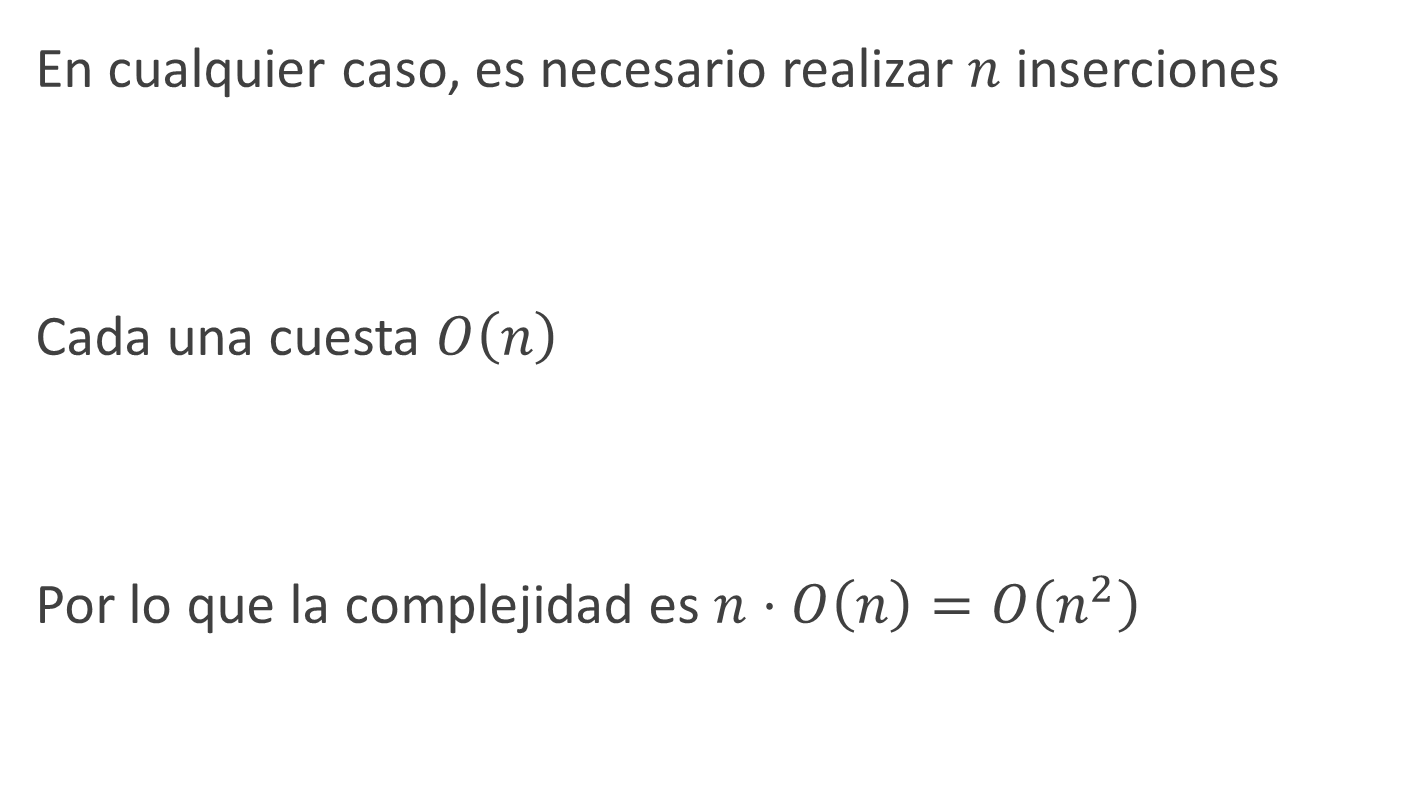 En cualquier caso, es necesario realizar 𝑛 inserciones
Cada una cuesta 𝑂(𝑛)
Por lo que la complejidad es 𝑛 · 𝑂(𝑛) = 𝑂(𝑛²)